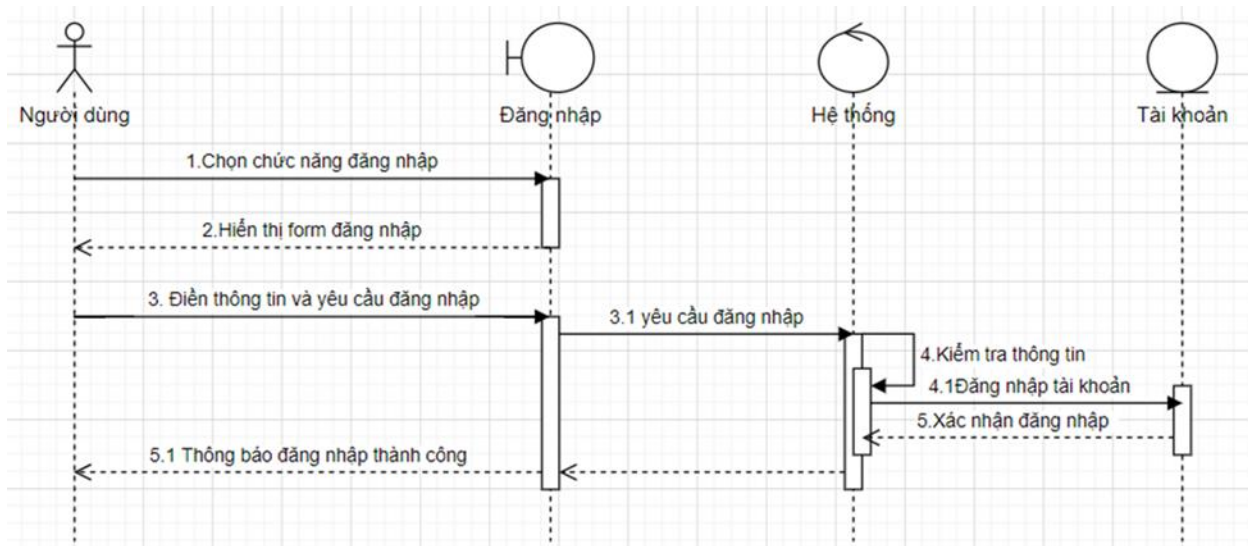 Người dùng
Đăng nhập
Hệ thống
Tài khoản
1.Chọn chức năng đăng nhập
2.Hiển thị form đăng nhập
3. Điền thông tin và yêu cầu đăng nhập
3.1 yêu cầu đăng nhập
4.Kiểm tra thông tin
4.1Đăng nhập tài khoản
5.Xác nhận đăng nhập
5.1 Thông báo đăng nhập thành công